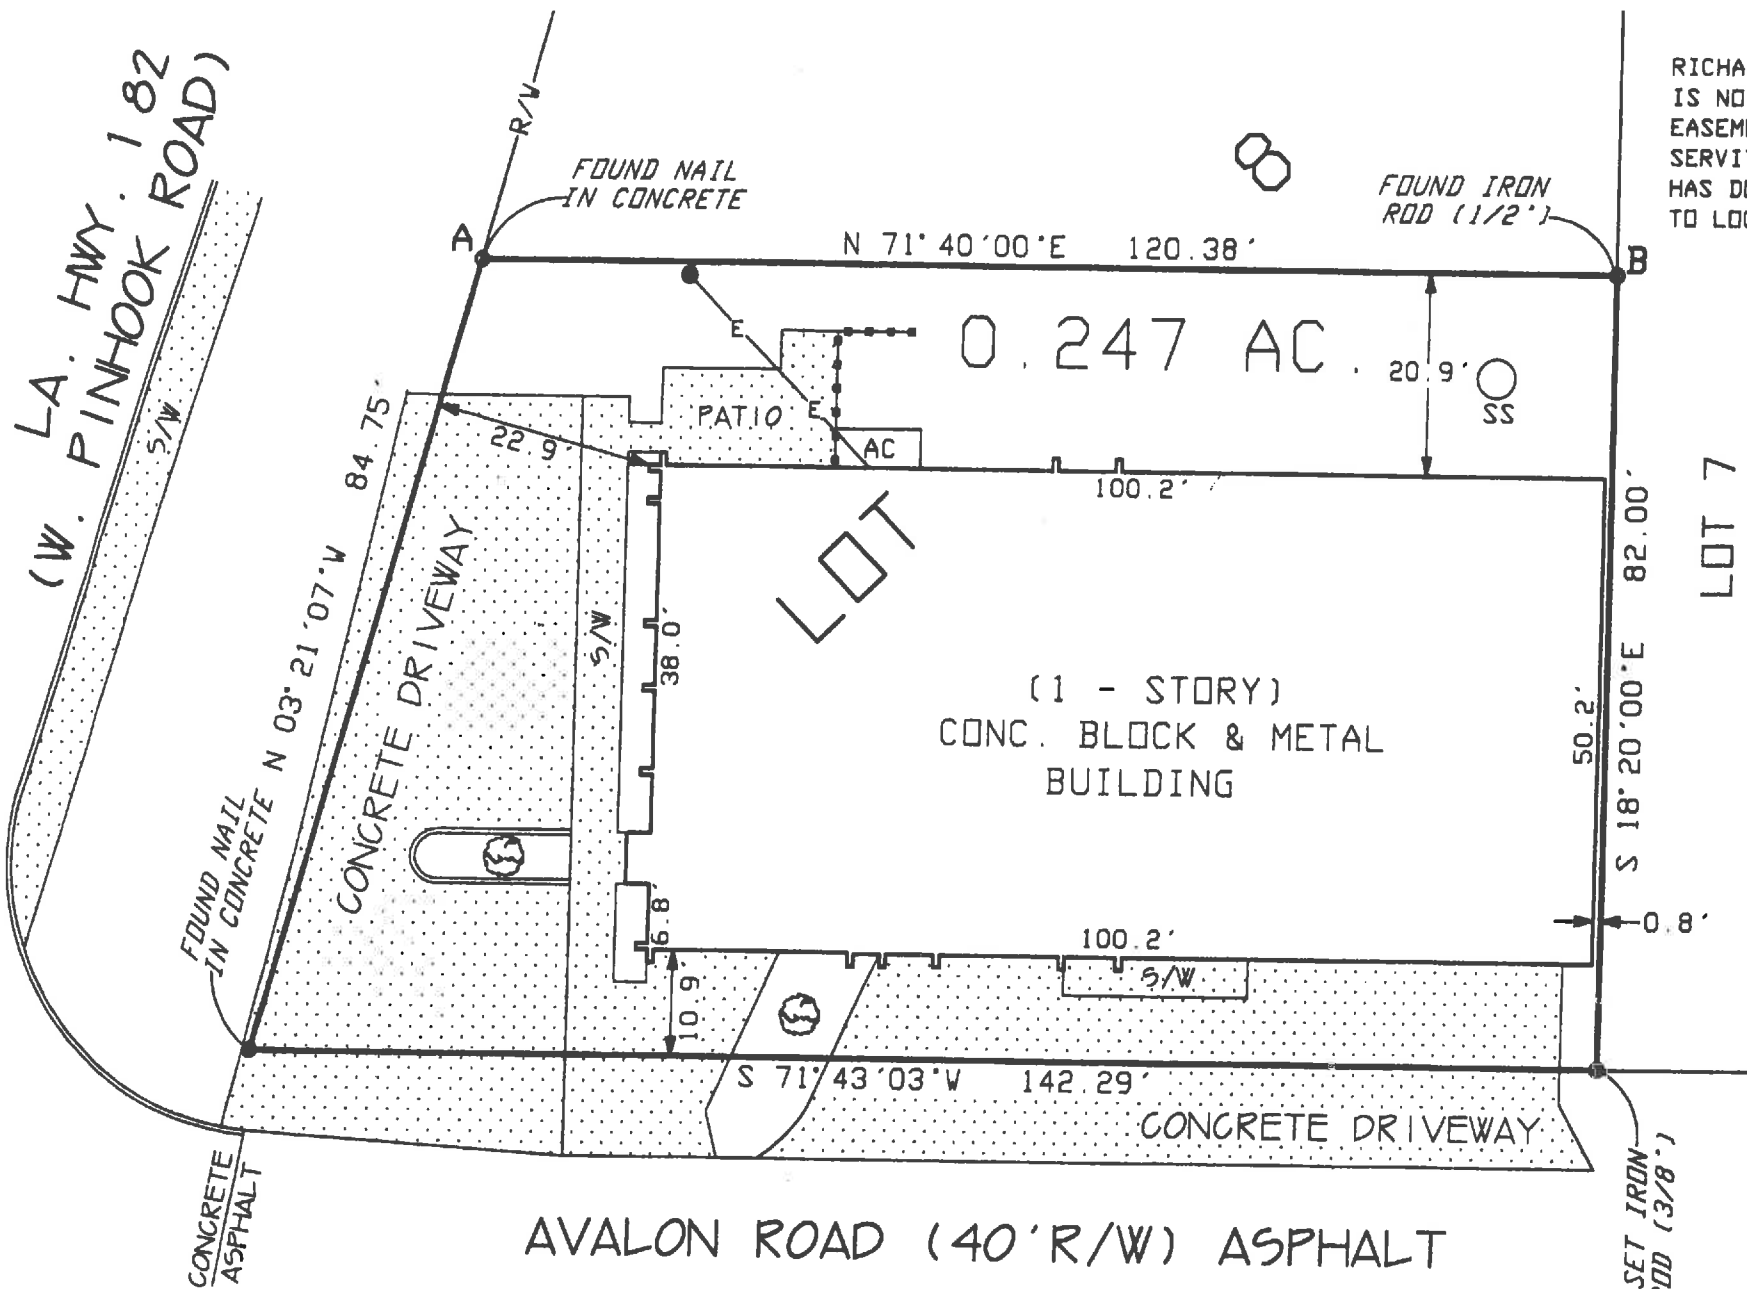 LA. HWY. 182
(W. PINHOOK ROAD)
S/W
R/W
FOUND NAIL
IN CONCRETE
A
N 71° 40'00"E 120.38'
FOUND IRON
ROD (1/2")
B
RICHA
IS NO
EASEM
SERVI
HAS D
TO LO
E
E
PATIO
AC
0.247 AC.
20.9'
SS
22.9
100.2'
LOT
LOT 7
N 03° 21'07"W 84.75'
CONCRETE DRIVEWAY
S/W
38.0'
(1 - STORY)
CONC. BLOCK & METAL
BUILDING
50.2'
S 18° 20'00"E 82.00'
0.8'
FOUND NAIL
IN CONCRETE
6.8'
100.2'
S/W
10.9
S 71° 43'03"W 142.29'
CONCRETE DRIVEWAY
CONCRETE
ASPHALT
AVALON ROAD (40'R/W) ASPHALT
SET IRON
ROD (3/8")